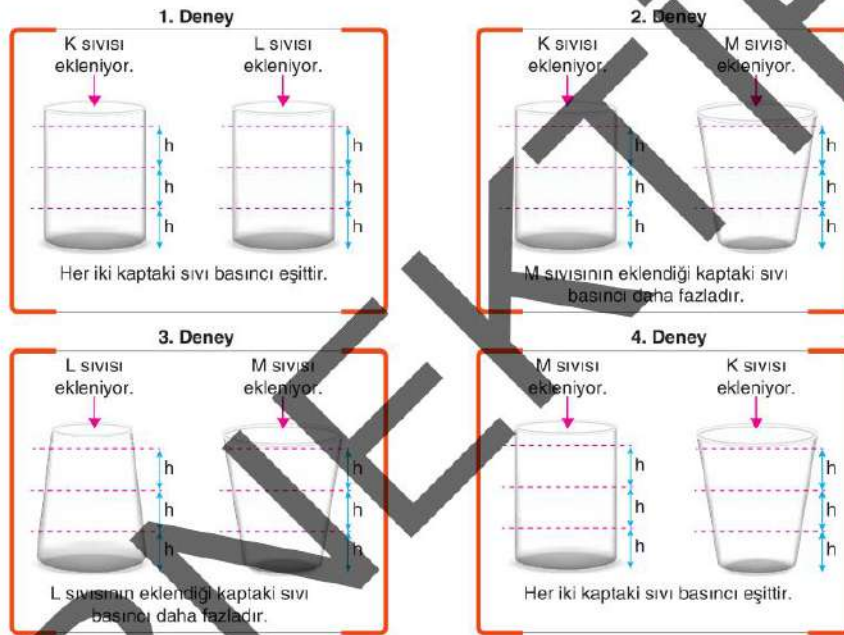 1. Deney
K sıvısı
ekleniyor.
L sıvısı
ekleniyor.
h
h
h
h
h
h
Her iki kaptaki sıvı basıncı eşittir.
2. Deney
K sıvısı
ekleniyor.
M sıvısı
ekleniyor.
h
h
h
h
h
h
M sıvısının eklendiği kaptaki sıvı
basıncı daha fazladır.
3. Deney
L sıvısı
ekleniyor.
M sıvısı
ekleniyor.
h
h
h
h
h
h
L sıvısının eklendiği kaptaki sıvı
basıncı daha fazladır.
4. Deney
M sıvısı
ekleniyor.
K sıvısı
ekleniyor.
h
h
h
h
h
h
Her iki kaptaki sıvı basıncı eşittir.